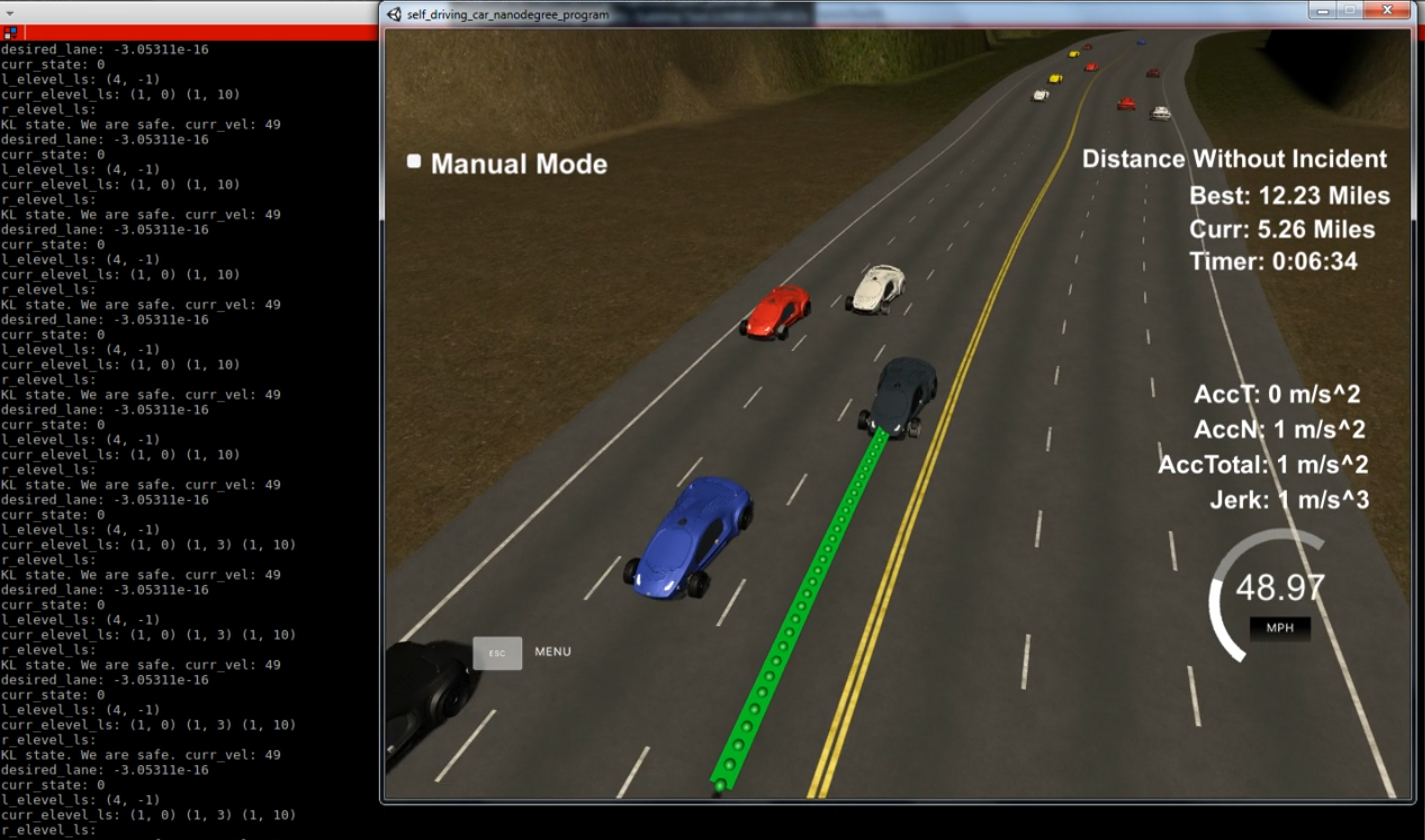 self_driving_car_nanodegree_program
desired_lane: -3.05311e-16
curr_state: 0
l_elevel_ls: (4, -1)
curr_elevel_ls: (1, 0) (1, 10)
r_elevel_ls:
KL state. We are safe. curr_vel: 49
desired_lane: -3.05311e-16
curr_state: 0
l_elevel_ls: (4, -1)
curr_elevel_ls: (1, 0) (1, 10)
r_elevel_ls:
KL state. We are safe. curr_vel: 49
desired_lane: -3.05311e-16
curr_state: 0
l_elevel_ls: (4, -1)
curr_elevel_ls: (1, 0) (1, 10)
r_elevel_ls:
KL state. We are safe. curr_vel: 49
desired_lane: -3.05311e-16
curr_state: 0
l_elevel_ls: (4, -1)
curr_elevel_ls: (1, 0) (1, 10)
r_elevel_ls:
KL state. We are safe. curr_vel: 49
desired_lane: -3.05311e-16
curr_state: 0
l_elevel_ls: (4, -1)
curr_elevel_ls: (1, 0) (1, 10)
r_elevel_ls:
KL state. We are safe. curr_vel: 49
desired_lane: -3.05311e-16
curr_state: 0
l_elevel_ls: (4, -1)
curr_elevel_ls: (1, 0) (1, 3) (1, 10)
r_elevel_ls:
KL state. We are safe. curr_vel: 49
desired_lane: -3.05311e-16
curr_state: 0
l_elevel_ls: (4, -1)
curr_elevel_ls: (1, 0) (1, 3) (1, 10)
r_elevel_ls:
KL state. We are safe. curr_vel: 49
desired_lane: -3.05311e-16
curr_state: 0
l_elevel_ls: (4, -1)
curr_elevel_ls: (1, 0) (1, 3) (1, 10)
r_elevel_ls:
KL state. We are safe. curr_vel: 49
desired_lane: -3.05311e-16
curr_state: 0
l_elevel_ls: (4, -1)
curr_elevel_ls: (1, 0) (1, 3) (1, 10)
r_elevel_ls:
Manual Mode
Distance Without Incident
Best: 12.23 Miles
Curr: 5.26 Miles
Timer: 0:06:34
AccT: 0 m/s^2
AccN: 1 m/s^2
AccTotal: 1 m/s^2
Jerk: 1 m/s^3
48.97
MPH
ESC MENU